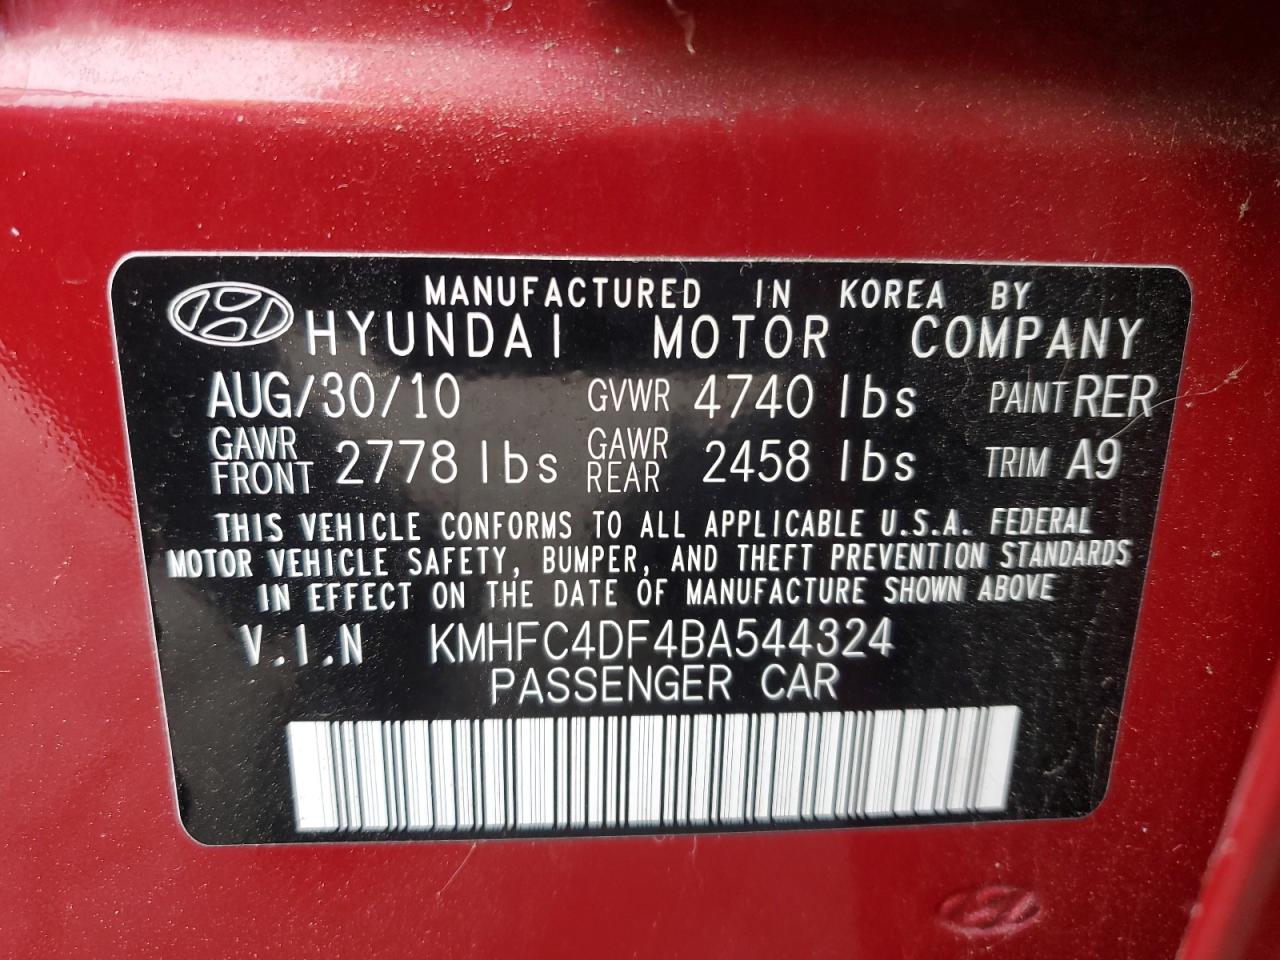 MANUFACTURED IN KOREA BY
HYUNDAI MOTOR COMPANY
AUG/30/10 GVWR 4740 lbs PAINT RER
GAWR FRONT 2778 lbs GAWR REAR 2458 lbs TRIM A9
THIS VEHICLE CONFORMS TO ALL APPLICABLE U.S.A. FEDERAL
MOTOR VEHICLE SAFETY, BUMPER, AND THEFT PREVENTION STANDARDS
IN EFFECT ON THE DATE OF MANUFACTURE SHOWN ABOVE
V.I.N KMHFC4DF4BA544324
PASSENGER CAR